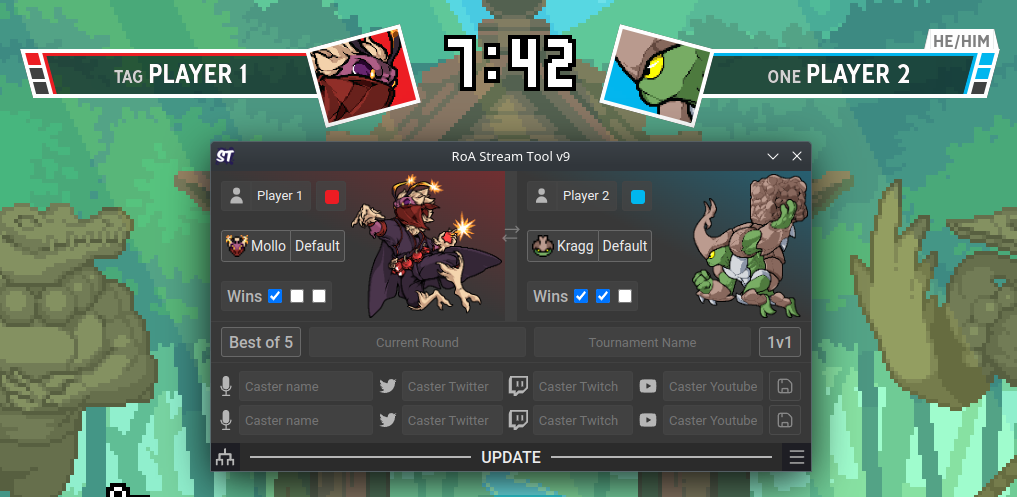 HE/HIM
TAG PLAYER 1
7:42
ONE PLAYER 2
ST
RoA Stream Tool v9
Player 1
Player 2
Mollo Default
Kragg Default
Wins
Wins
Best of 5
Current Round
Tournament Name
1v1
Caster name
Caster Twitter
Caster Twitch
Caster Youtube
Caster name
Caster Twitter
Caster Twitch
Caster Youtube
UPDATE